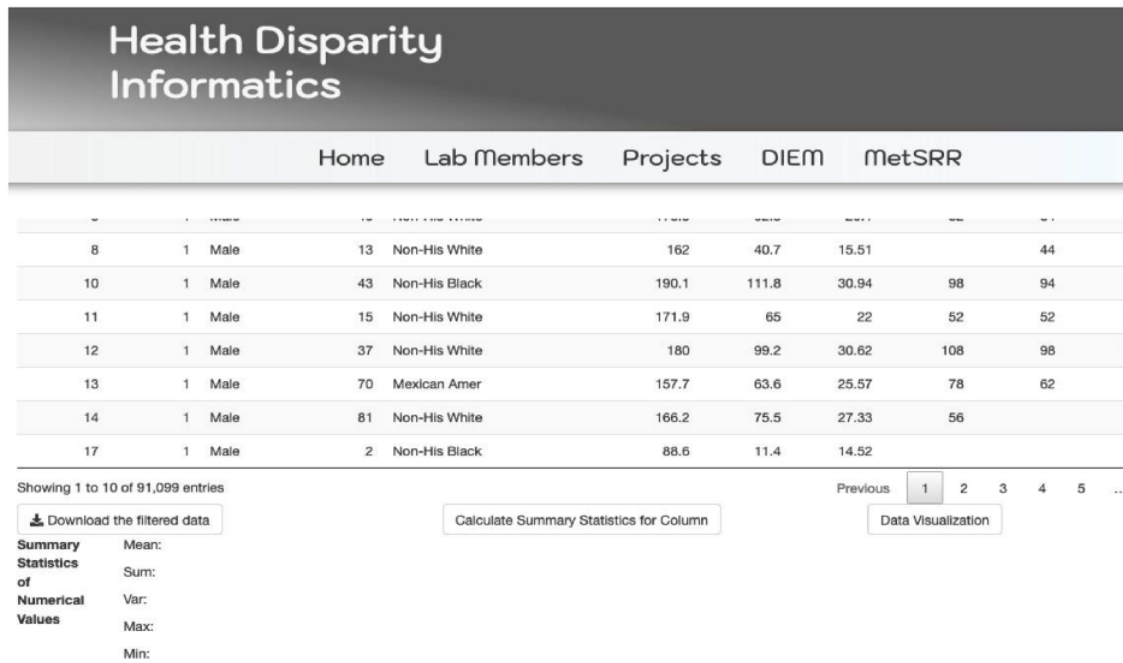 Health Disparity
Informatics
Home Lab Members Projects DIEM MetSRR
8 1 Male 13 Non-His White 162 40.7 15.51 44
10 1 Male 43 Non-His Black 190.1 111.8 30.94 98 94
11 1 Male 15 Non-His White 171.9 65 22 52 52
12 1 Male 37 Non-His White 180 99.2 30.62 108 98
13 1 Male 70 Mexican Amer 157.7 63.6 25.57 78 62
14 1 Male 81 Non-His White 166.2 75.5 27.33 56
17 1 Male 2 Non-His Black 88.6 11.4 14.52
Showing 1 to 10 of 91,099 entries
Previous 1 2 3 4 5 ...
Download the filtered data Calculate Summary Statistics for Column Data Visualization
Summary
Statistics
of
Numerical
Values
Mean:
Sum:
Var:
Max:
Min: